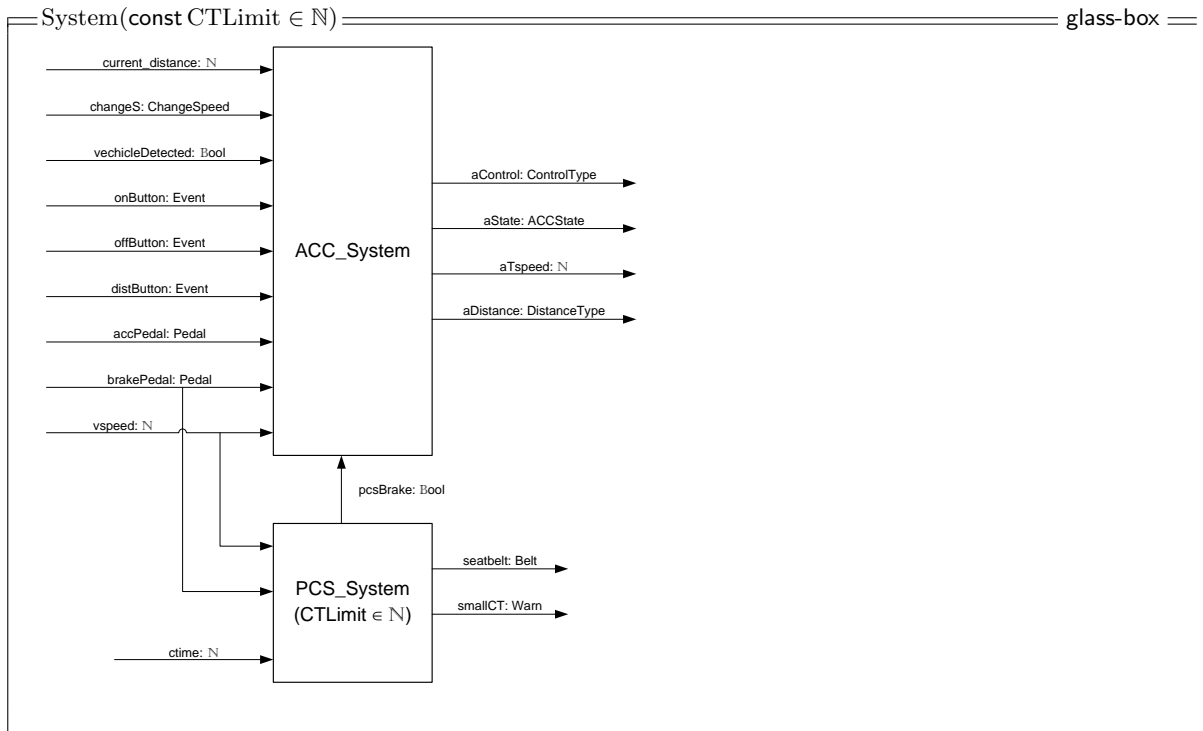 System(const CTLimit ∈ ℕ) glass-box
current_distance: ℕ
changeS: ChangeSpeed
vechicleDetected: 𝔹ool
onButton: Event
offButton: Event
distButton: Event
accPedal: Pedal
brakePedal: Pedal
vspeed: ℕ
ACC_System
aControl: ControlType
aState: ACCState
aTspeed: ℕ
aDistance: DistanceType
pcsBrake: 𝔹ool
PCS_System
(CTLimit ∈ ℕ)
seatbelt: Belt
smallCT: Warn
ctime: ℕ